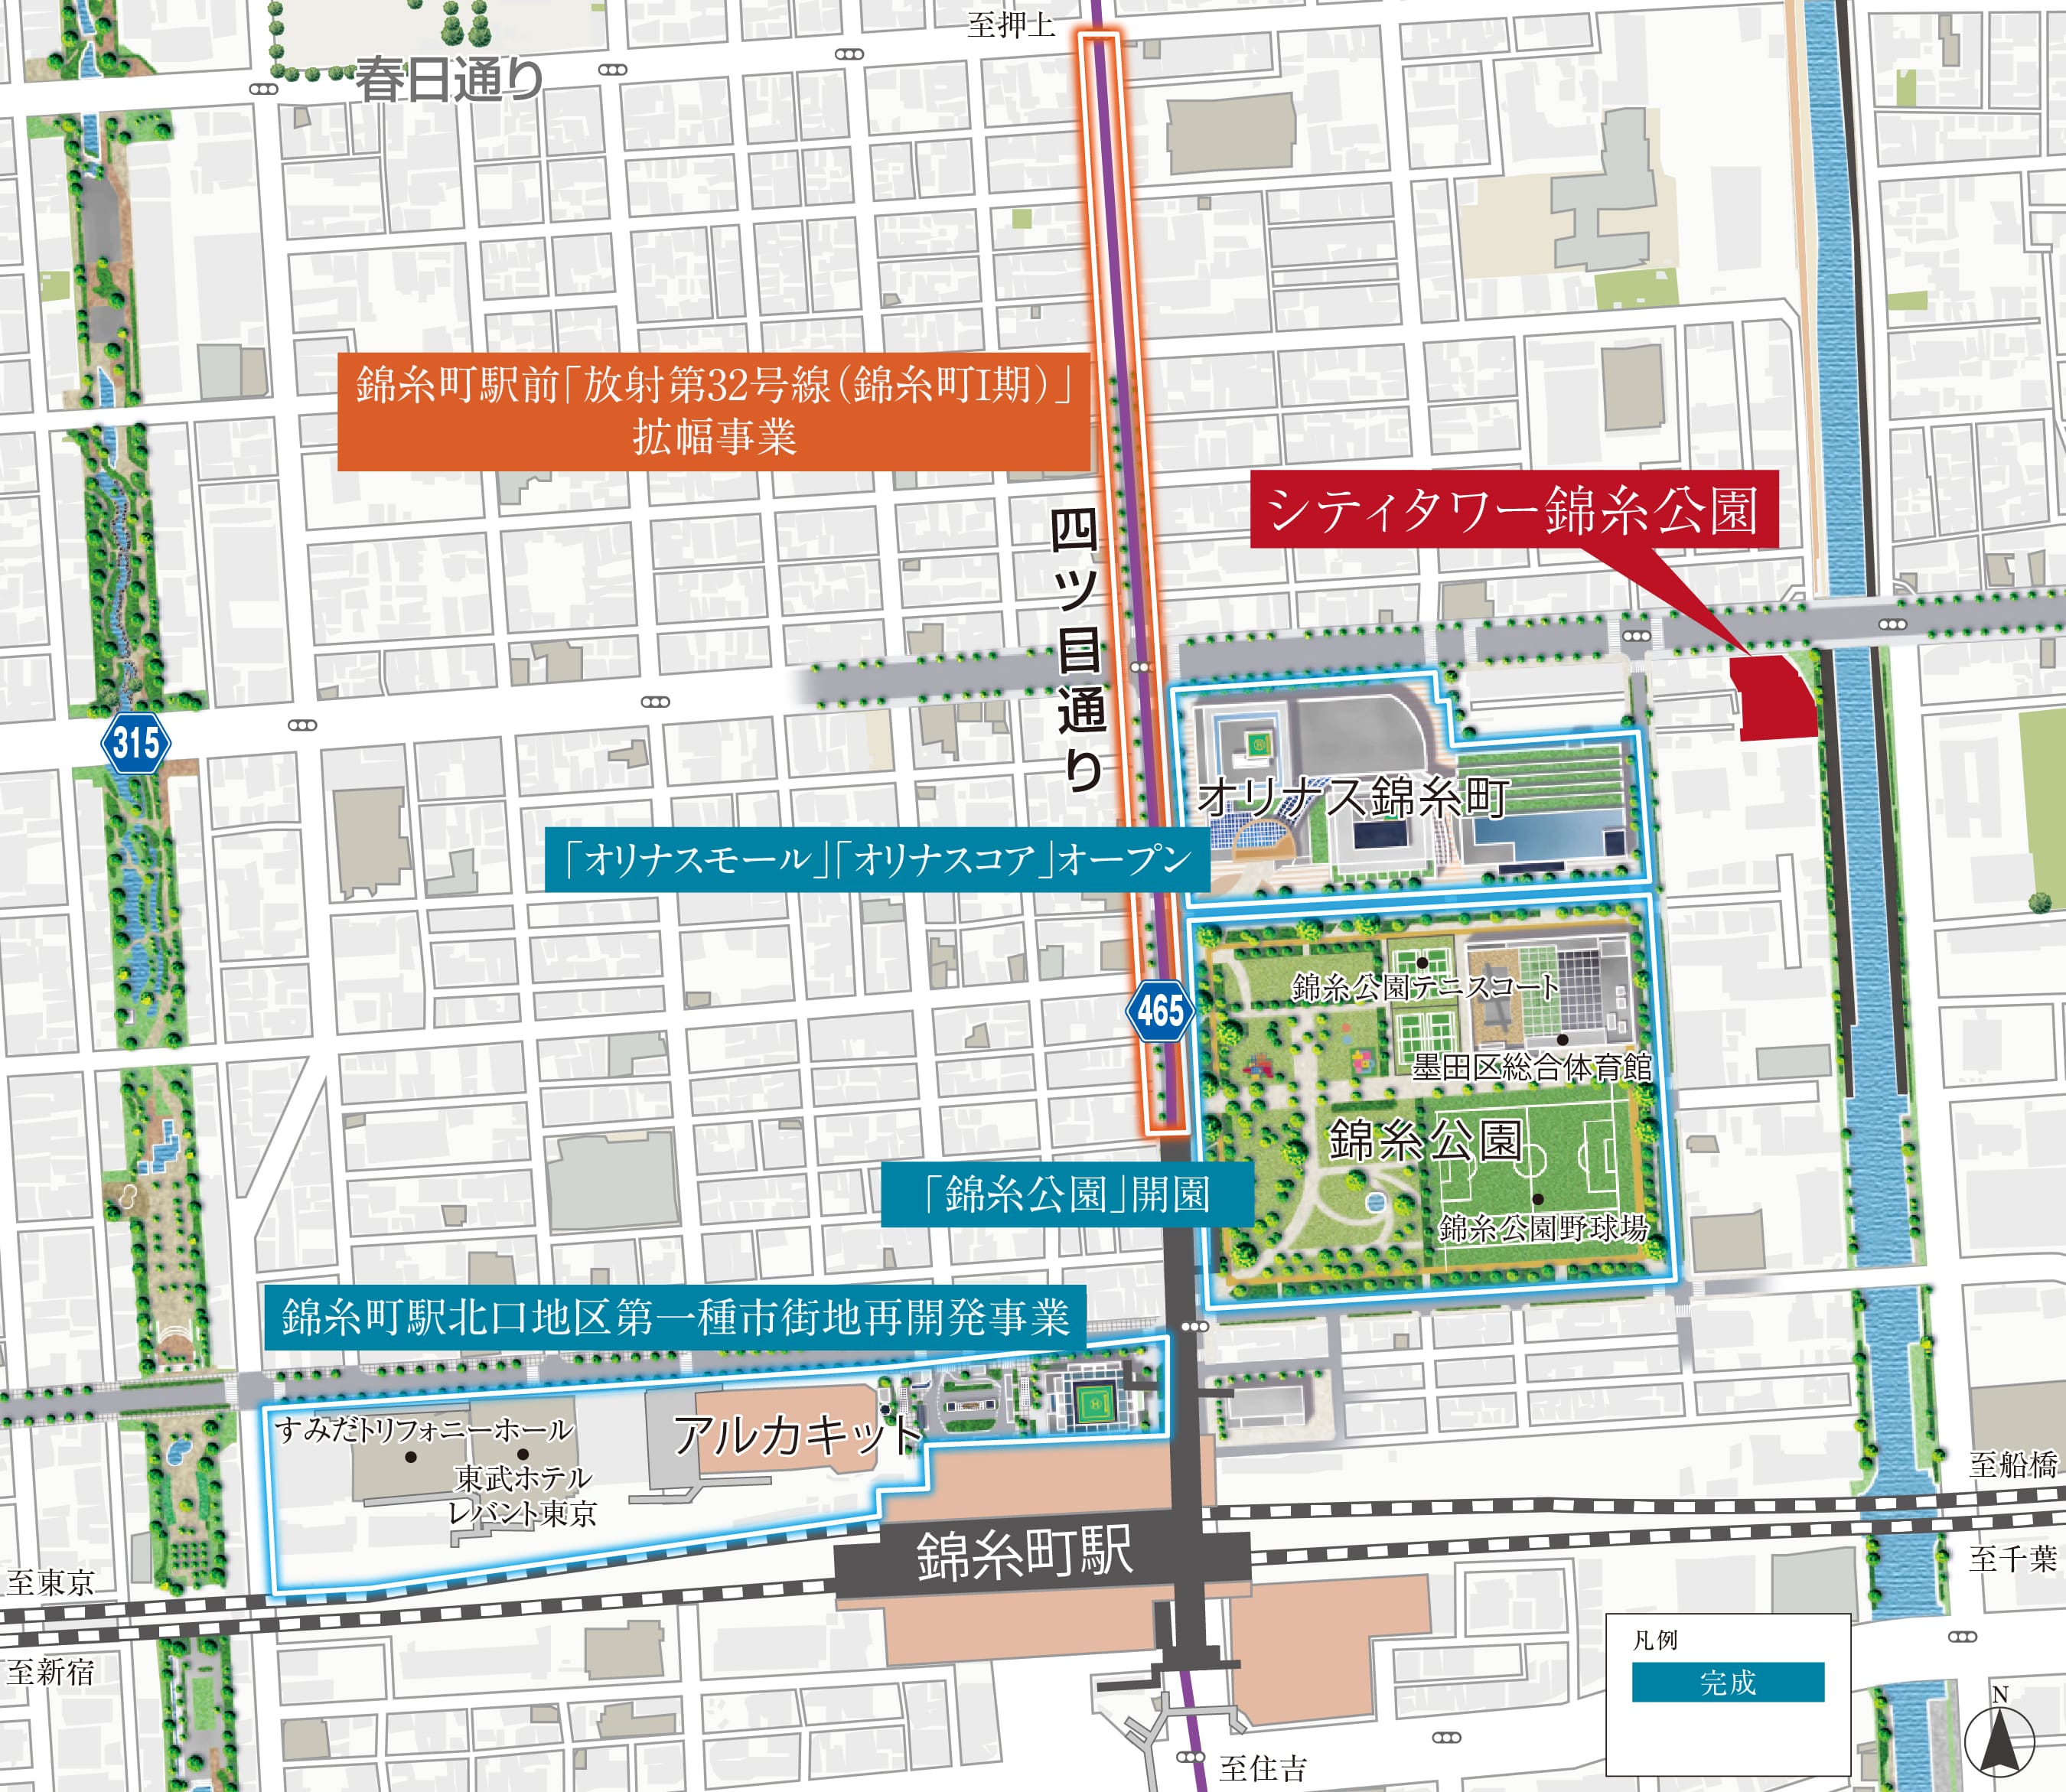 至押上
春日通り
錦糸町駅前「放射第32号線（錦糸町I期）」
拡幅事業
シティタワー錦糸公園
四ツ目通り
315
オリナス錦糸町
「オリナスモール」「オリナスコア」オープン
錦糸公園テニスコート
465
墨田区総合体育館
錦糸公園
「錦糸公園」開園
錦糸公園野球場
錦糸町駅北口地区第一種市街地再開発事業
すみだトリフォニーホール
アルカキット
東武ホテル
レバント東京
至船橋
錦糸町駅
至千葉
至東京
凡例
至新宿
完成
N
至住吉